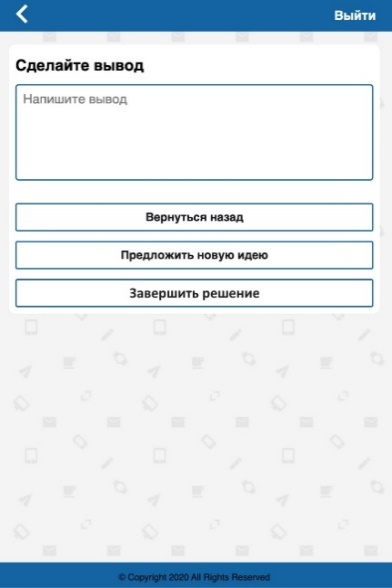 Выйти
Сделайте вывод
Напишите вывод
Вернуться назад
Предложить новую идею
Завершить решение
© Copyright 2020 All Rights Reserved